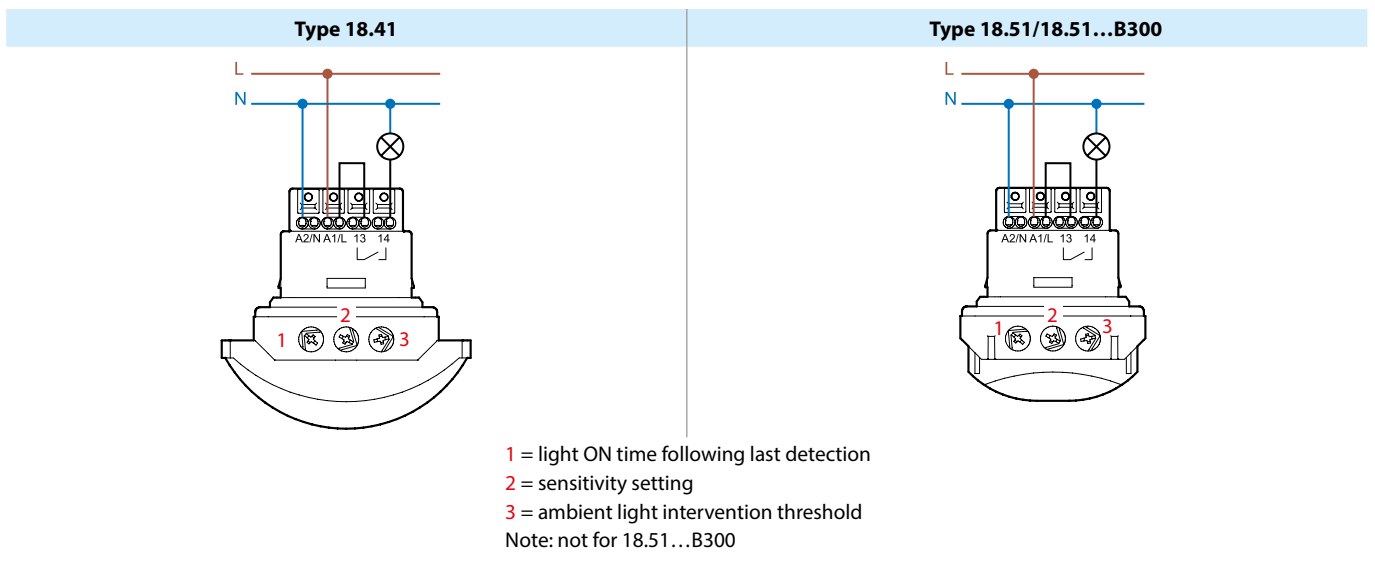 Type 18.41
L
N
A2/N A1/L 13 14
1 2 3
Type 18.51/18.51…B300
L
N
A2/N A1/L 13 14
1 2 3
1 = light ON time following last detection
2 = sensitivity setting
3 = ambient light intervention threshold
Note: not for 18.51…B300